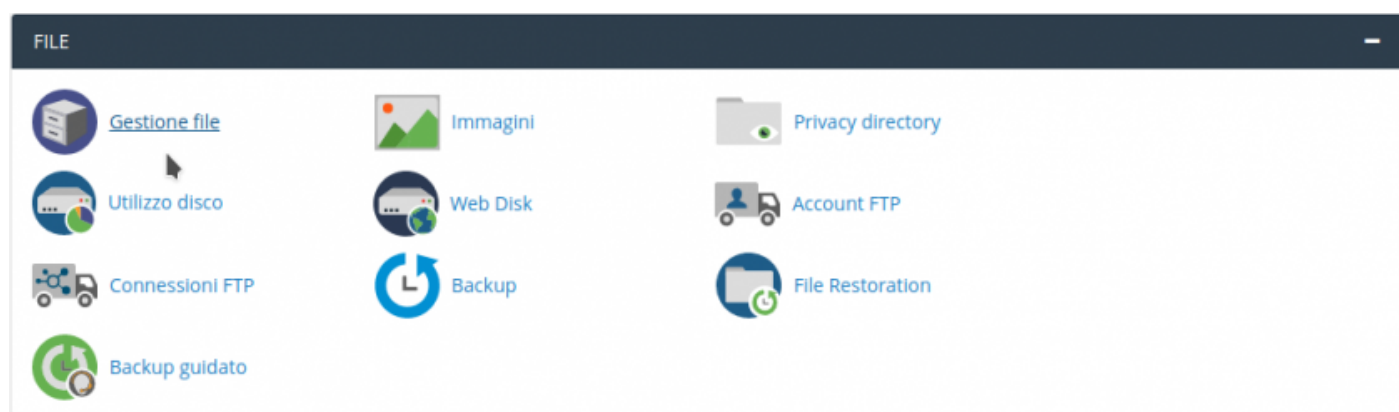 FILE
Gestione file
Immagini
Privacy directory
Utilizzo disco
Web Disk
Account FTP
Connessioni FTP
Backup
File Restoration
Backup guidato